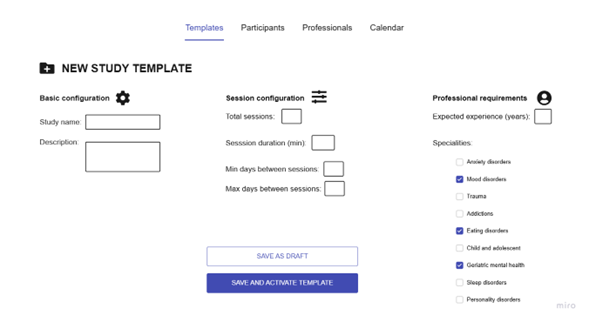 Templates Participants Professionals Calendar
NEW STUDY TEMPLATE
Basic configuration
Study name:
Description:
Session configuration
Total sessions:
Sesssion duration (min):
Min days between sessions:
Max days between sessions:
Professional requirements
Expected experience (years):
Specialities:
Anxiety disorders
Mood disorders
Trauma
Addictions
Eating disorders
Child and adolescent
Geriatric mental health
Sleep disorders
Personality disorders
SAVE AS DRAFT
SAVE AND ACTIVATE TEMPLATE
miro